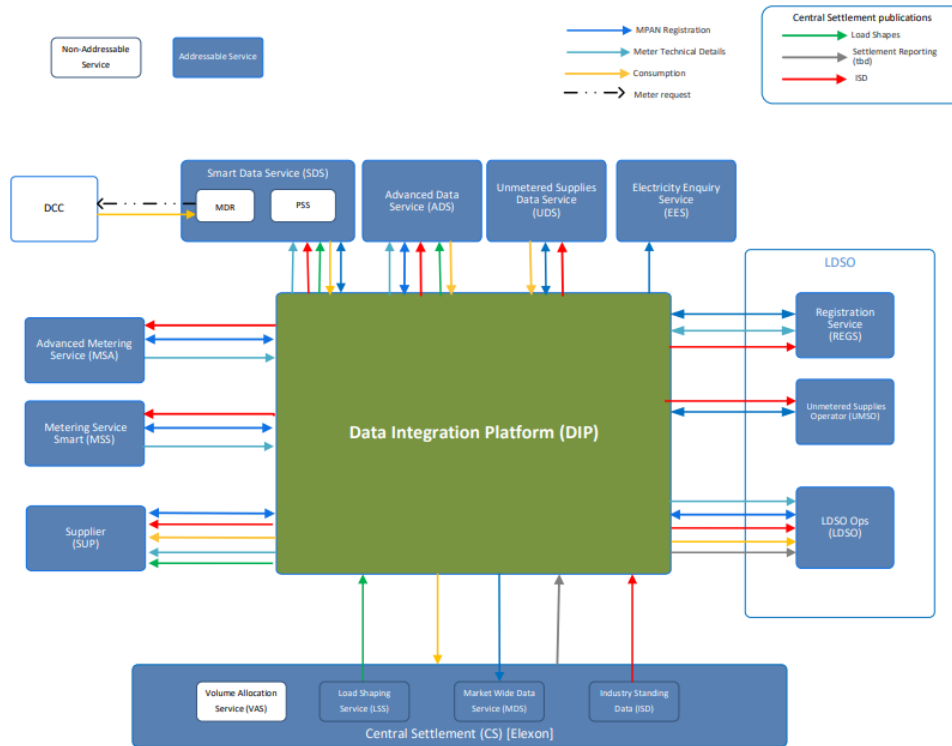 Non-Addressable
Service
Addressable Service
MPAN Registration
Meter Technical Details
Consumption
Meter request
Central Settlement publications
Load Shapes
Settlement Reporting
(tbd)
ISD
DCC
Smart Data Service (SDS)
MDR
PSS
Advanced Data
Service (ADS)
Unmetered Supplies
Data Service
(UDS)
Electricity Enquiry
Service
(EES)
LDSO
Registration
Service
(REGS)
Unmetered Supplies
Operator (UMSO)
LDSO Ops
(LDSO)
Advanced Metering
Service (MSA)
Metering Service
Smart (MSS)
Supplier
(SUP)
Data Integration Platform (DIP)
Volume Allocation
Service (VAS)
Load Shaping
Service (LSS)
Market Wide Data
Service (MDS)
Industry Standing
Data (ISD)
Central Settlement (CS) [Elexon]